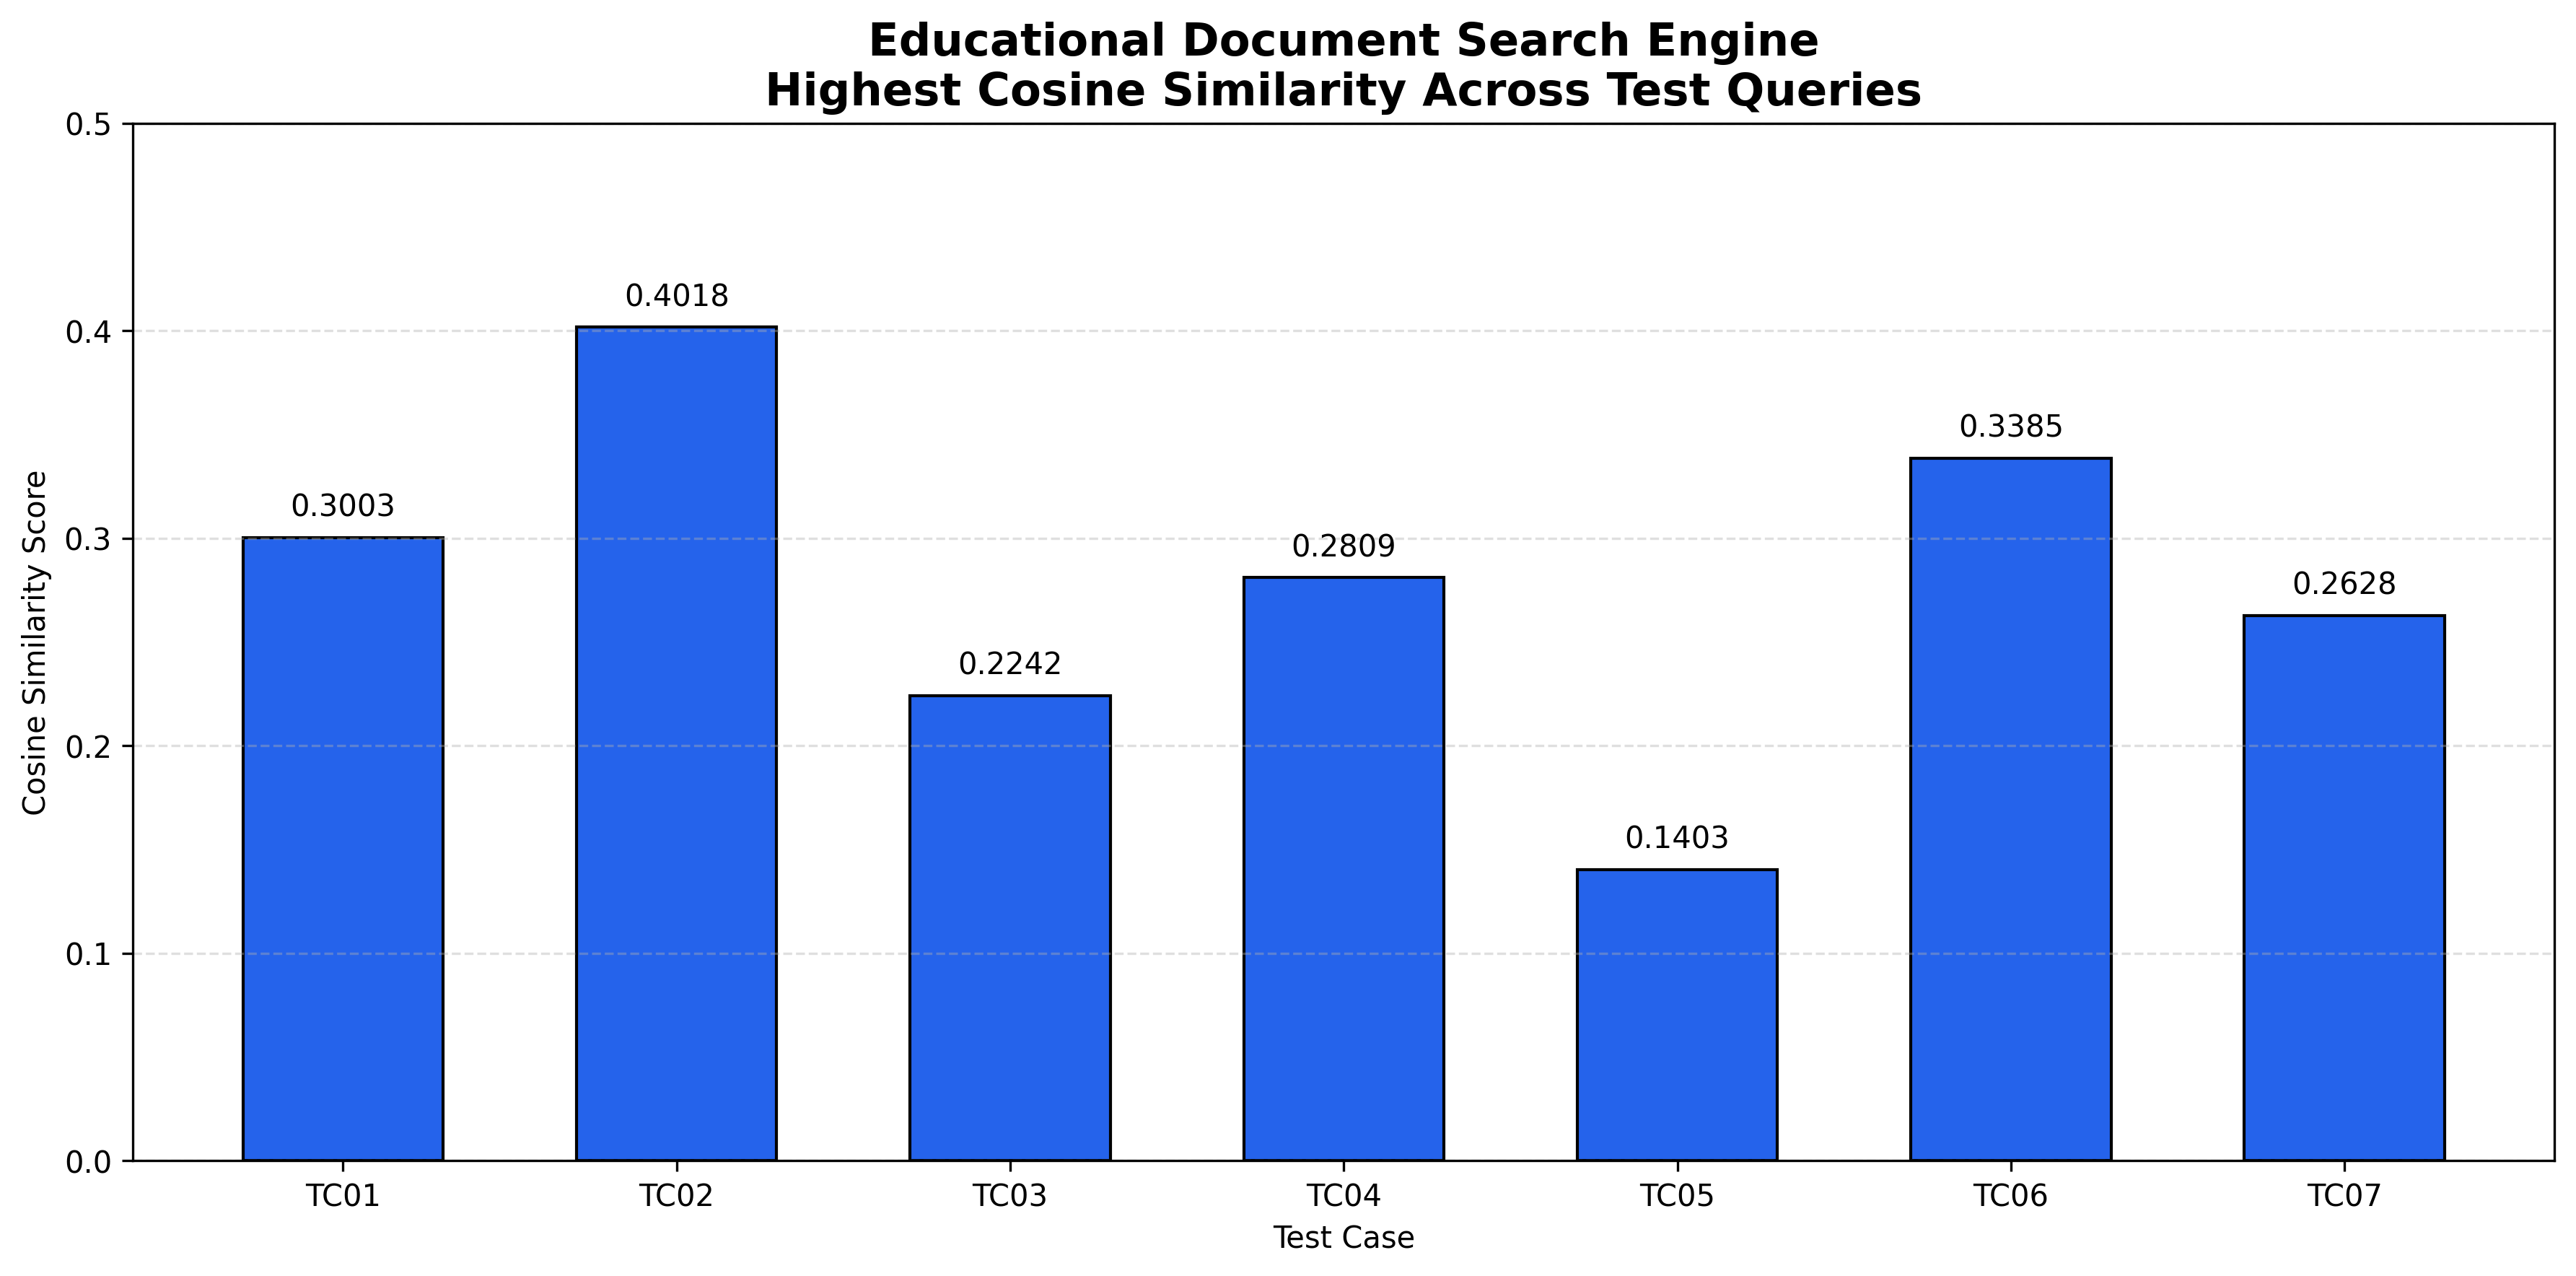 Educational Document Search Engine
Highest Cosine Similarity Across Test Queries
Cosine Similarity Score
0.5
0.4
0.3
0.2
0.1
0.0
0.3003
0.4018
0.2242
0.2809
0.1403
0.3385
0.2628
TC01 TC02 TC03 TC04 TC05 TC06 TC07
Test Case